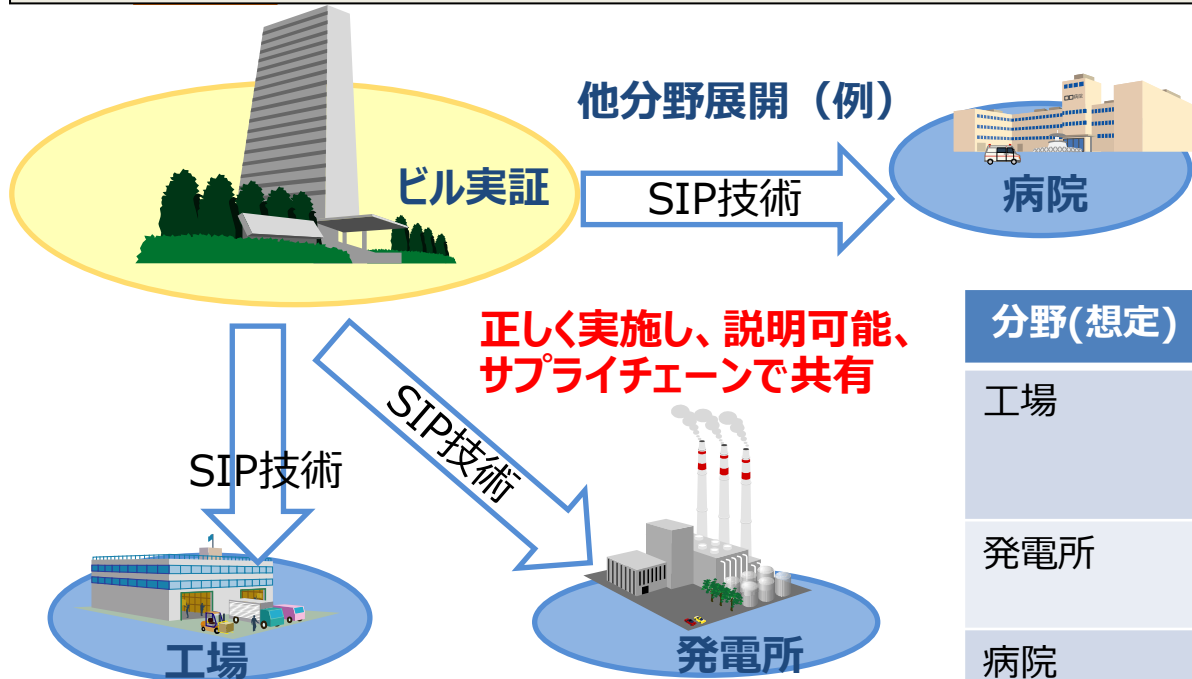 他分野展開（例）
ビル実証
SIP技術
病院
正しく実施し、説明可能、
サプライチェーンで共有
SIP技術
SIP技術
工場
発電所
分野(想定)
工場
発電所
病院